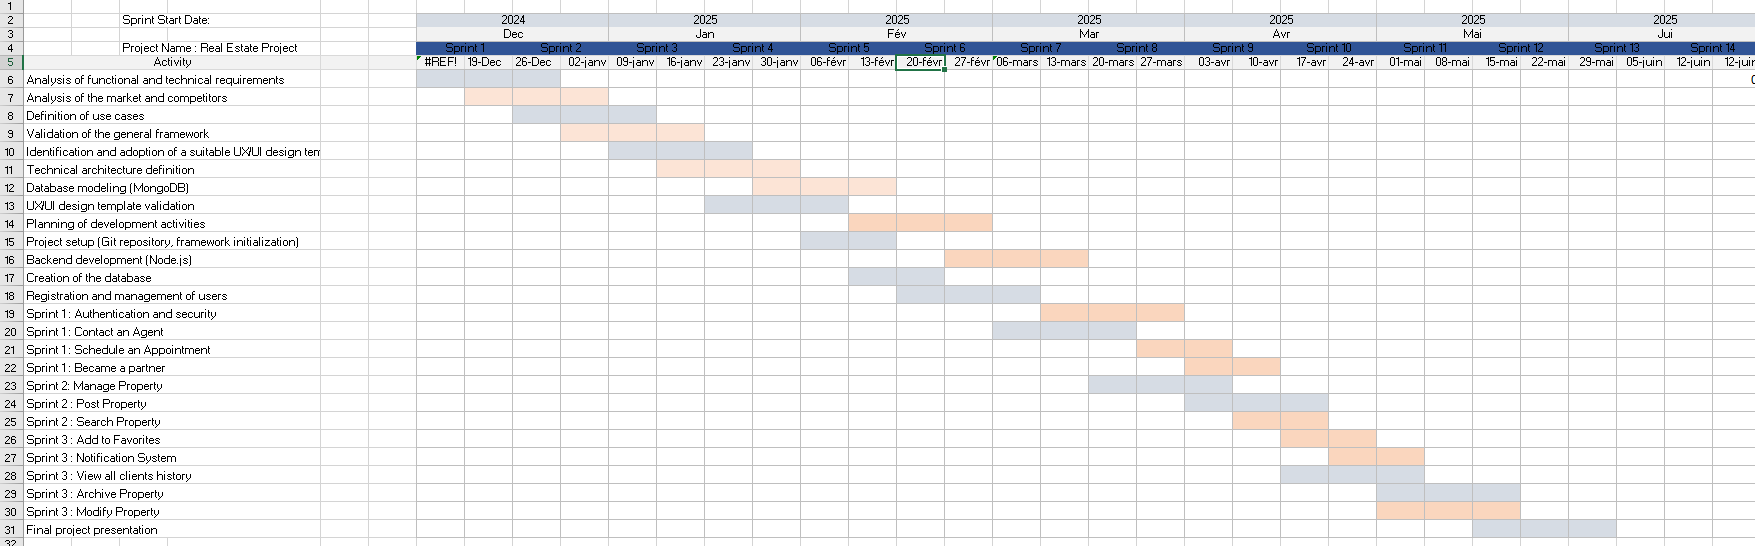 1
2 Sprint Start Date: 2024 2025 2025 2025 2025 2025 2025
3 Dec Jan Fév Mar Avr Mai Jui
4 Project Name : Real Estate Project Sprint 1 Sprint 2 Sprint 3 Sprint 4 Sprint 5 Sprint 6 Sprint 7 Sprint 8 Sprint 9 Sprint 10 Sprint 11 Sprint 12 Sprint 13 Sprint 14
5 Activity #REF! 19-Dec 26-Dec 02-janv 09-janv 16-janv 23-janv 30-janv 06-févr 13-févr 20-févr 27-févr 06-mars 13-mars 20-mars 27-mars 03-avr 10-avr 17-avr 24-avr 01-mai 08-mai 15-mai 22-mai 29-mai 05-juin 12-juin 12-juin
6 Analysis of functional and technical requirements
7 Analysis of the market and competitors
8 Definition of use cases
9 Validation of the general framework
10 Identification and adoption of a suitable UX/UI design tem
11 Technical architecture definition
12 Database modeling (MongoDB)
13 UX/UI design template validation
14 Planning of development activities
15 Project setup (Git repository, framework initialization)
16 Backend development (Node.js)
17 Creation of the database
18 Registration and management of users
19 Sprint 1 : Authentication and security
20 Sprint 1 : Contact an Agent
21 Sprint 1 : Schedule an Appointment
22 Sprint 1 : Became a partner
23 Sprint 2: Manage Property
24 Sprint 2 : Post Property
25 Sprint 2 : Search Property
26 Sprint 3 : Add to Favorites
27 Sprint 3 : Notification System
28 Sprint 3 : View all clients history
29 Sprint 3 : Archive Property
30 Sprint 3 : Modify Property
31 Final project presentation
32